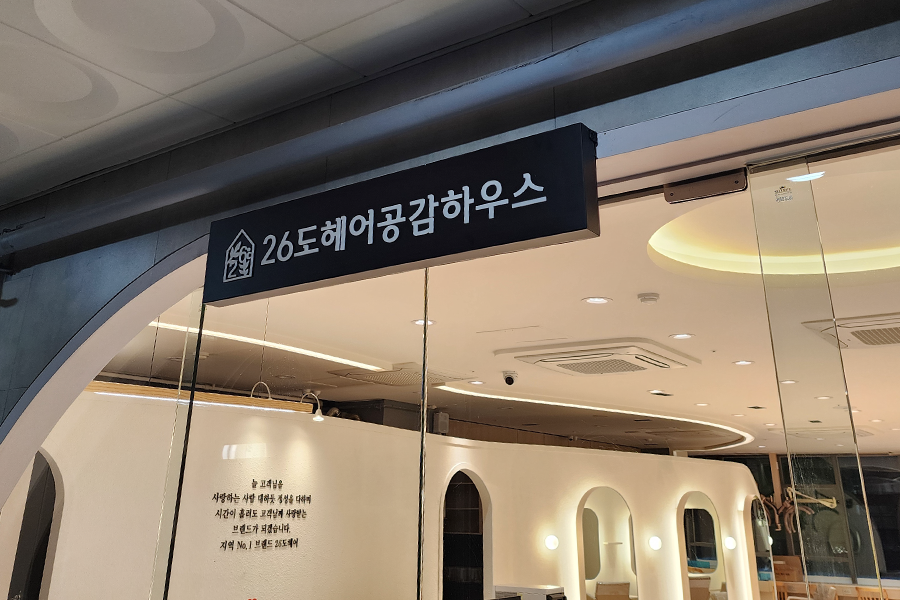 26도헤어공감하우스
늘 고객님을
사랑하는 사람 대하듯 정성을 다하며
시간이 흘러도 고객님께 사랑받는
브랜드가 되겠습니다.
지역 No.1 브랜드 26도헤어